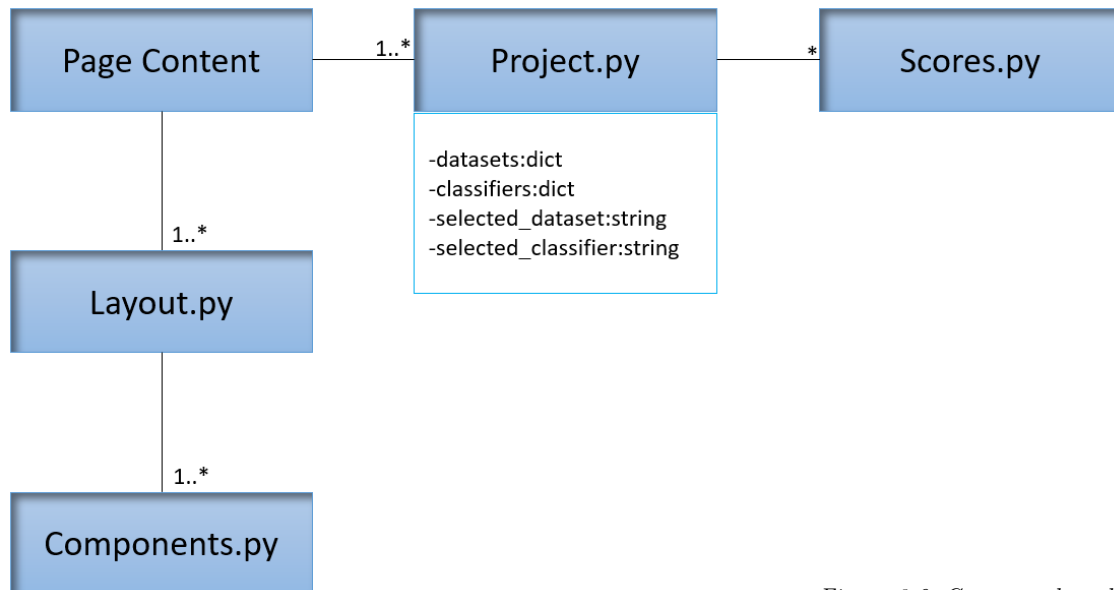 Page Content
1..*
Project.py
*
Scores.py
-datasets:dict
-classifiers:dict
-selected_dataset:string
-selected_classifier:string
1..*
Layout.py
1..*
Components.py